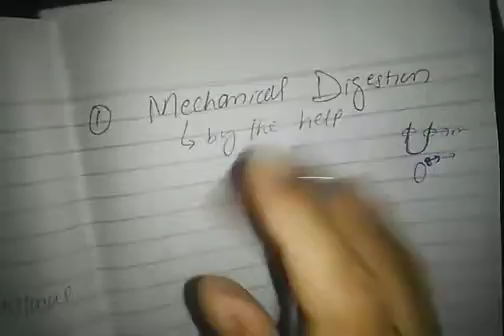 ① Mechanical Digestion
↳ by the help